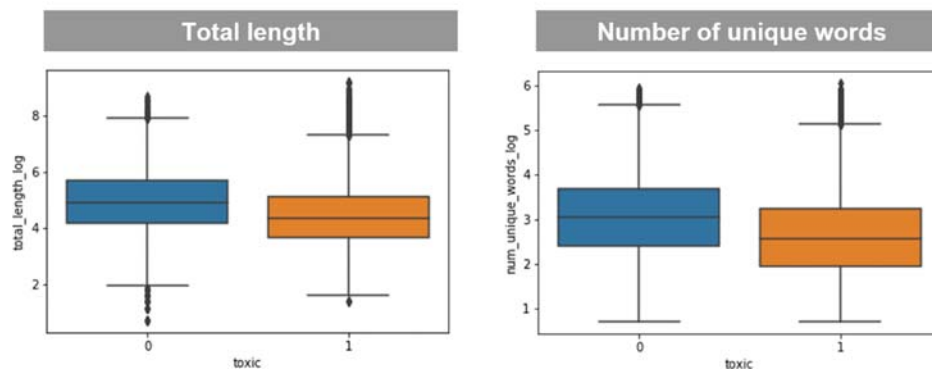 Total length
Number of unique words
total_length_log
8
6
4
2
0
1
toxic
num_unique_words_log
6
5
4
3
2
1
0
1
toxic